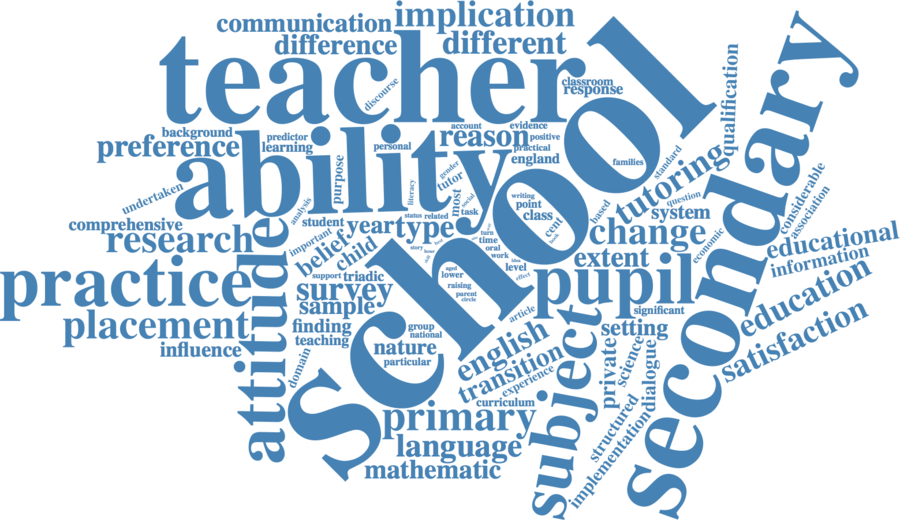 communication
implication
difference
different
teacher
school
secondary
discourse
classroom
response
qualification
background
preference
predictor
learning
personal
account
reason
evidence
positive
practical
england
families
standard
ability
tutoring
considerable
association
undertaken
purpose
analysis
literacy
gender
tutor
social
most
task
writing
point
class
cent
based
question
system
comprehensive
research
student
year
type
status
related
change
economic
educational
information
important
belief
child
attitude
turn
time
oral
work
level
effect
extent
practice
support
triadic
survey
sample
aged
lower
raising
parent
circle
pupil
significant
education
satisfaction
placement
influence
finding
teaching
domain
group
national
nature
particular
article
english
transition
experience
curriculum
subject
setting
private
science
dialogue
structured
implementation
primary
language
mathematic